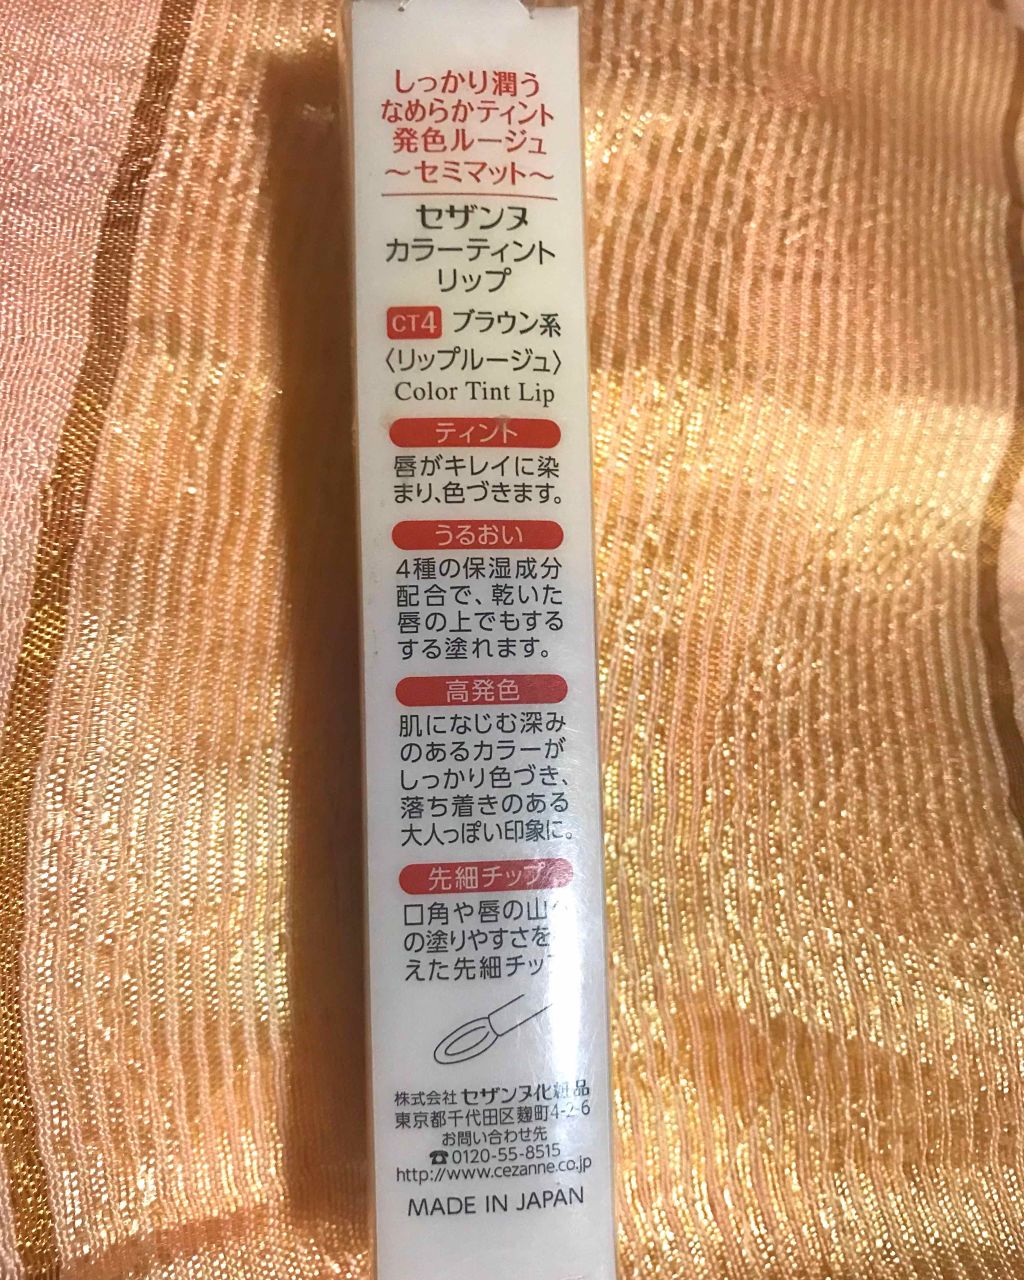 しっかり潤う
なめらかティント
発色ルージュ
〜セミマット〜
セザンヌ
カラーティント
リップ
CT4 ブラウン系
〈リップルージュ〉
Color Tint Lip
ティント
唇がキレイに染
まり、色づきます。
うるおい
4種の保湿成分
配合で、乾いた
唇の上でもする
する塗れます。
高発色
肌になじむ深み
のあるカラーが
しっかり色づき、
落ち着きのある
大人っぽい印象に。
先細チップ
口角や唇の山
の塗りやすさを
えた先細チッ
株式会社 セザンヌ化粧品
東京都千代田区麹町4-2-6
お問い合わせ先
☎0120-55-8515
http://www.cezanne.co.jp
MADE IN JAPAN